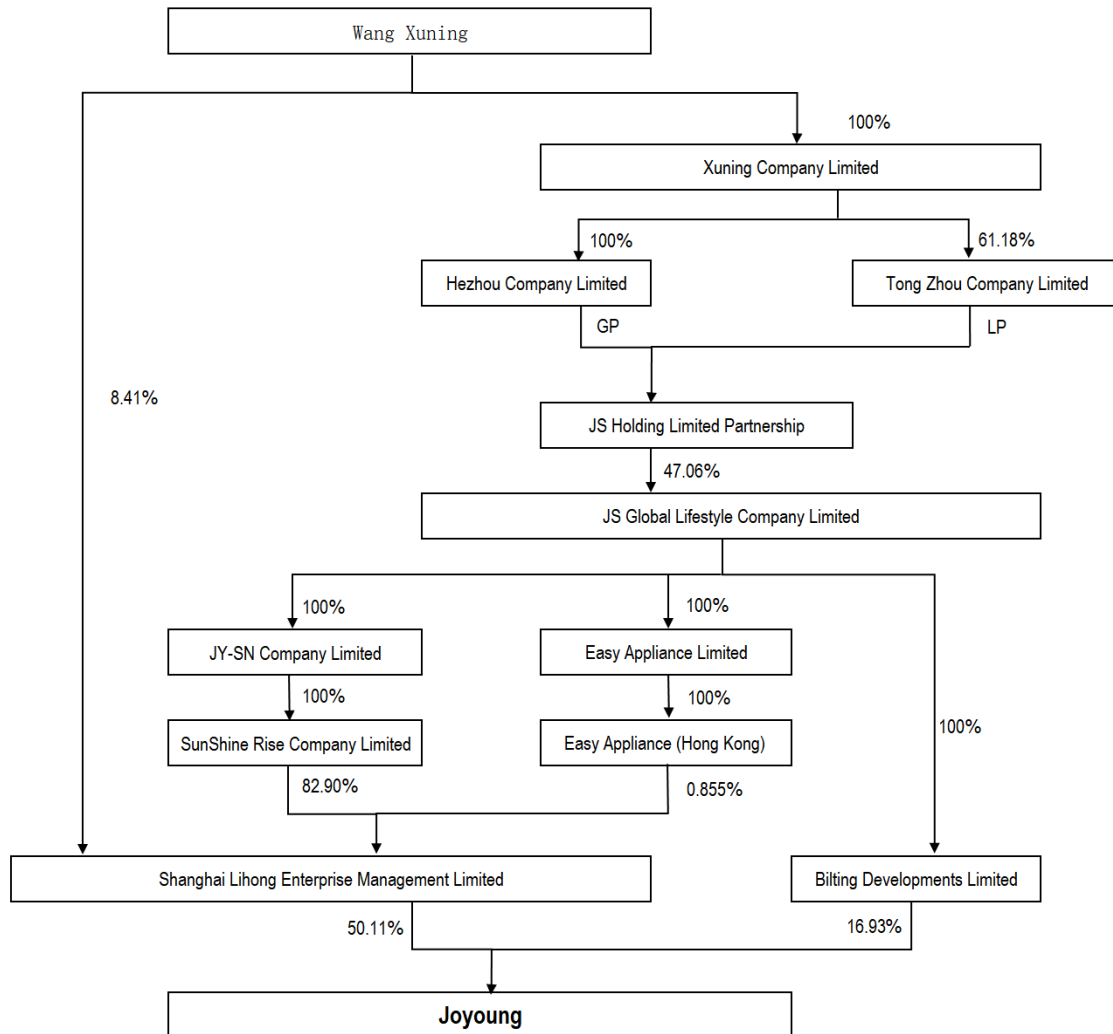 Wang Xuning
100%
Xuning Company Limited
100%
61.18%
Hezhou Company Limited
Tong Zhou Company Limited
GP
LP
8.41%
JS Holding Limited Partnership
47.06%
JS Global Lifestyle Company Limited
100%
100%
JY-SN Company Limited
Easy Appliance Limited
100%
100%
100%
SunShine Rise Company Limited
Easy Appliance (Hong Kong)
82.90%
0.855%
Shanghai Lihong Enterprise Management Limited
Bilting Developments Limited
50.11%
16.93%
Joyoung